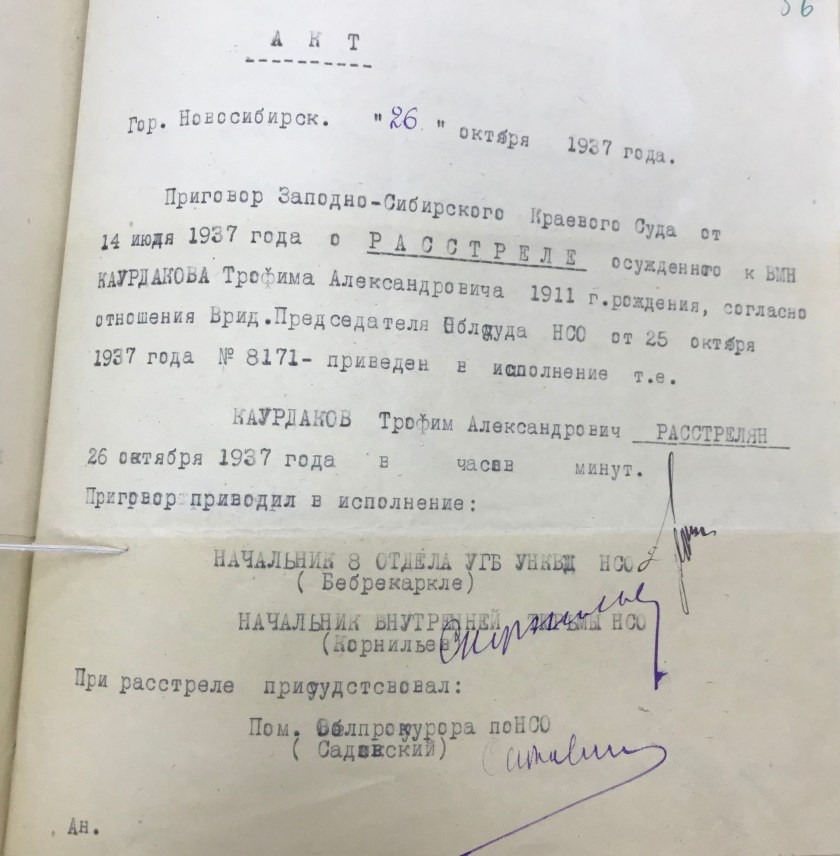 56
А К Т
Гор. Новосибирск. "26" октября 1937 года.
Приговор Западно-Сибирского Краевого Суда от
14 июля 1937 года о РАССТРЕЛЕ осужденного к ВМН
КАУРДАКОВА Трофима Александровича 1911 г.рождения, согласно
отношения Врид.Председателя Облсуда НСО от 25 октября
1937 года № 8171- приведен в исполнение т.е.
КАУРДАКОВ Трофим Александрович РАССТРЕЛЯН
26 октября 1937 года в часов минут.
Приговор приводил в исполнение:
НАЧАЛЬНИК 8 ОТДЕЛА УГБ УНКВД НСО
( Бебрекаркле)
НАЧАЛЬНИК ВНУТРЕННЕЙ ТЮРЬМЫ НСО
(Корнильев)
При расстреле присудтсвовал:
Пом. Облпрокурора поНСО
( Садовский)
Ан.